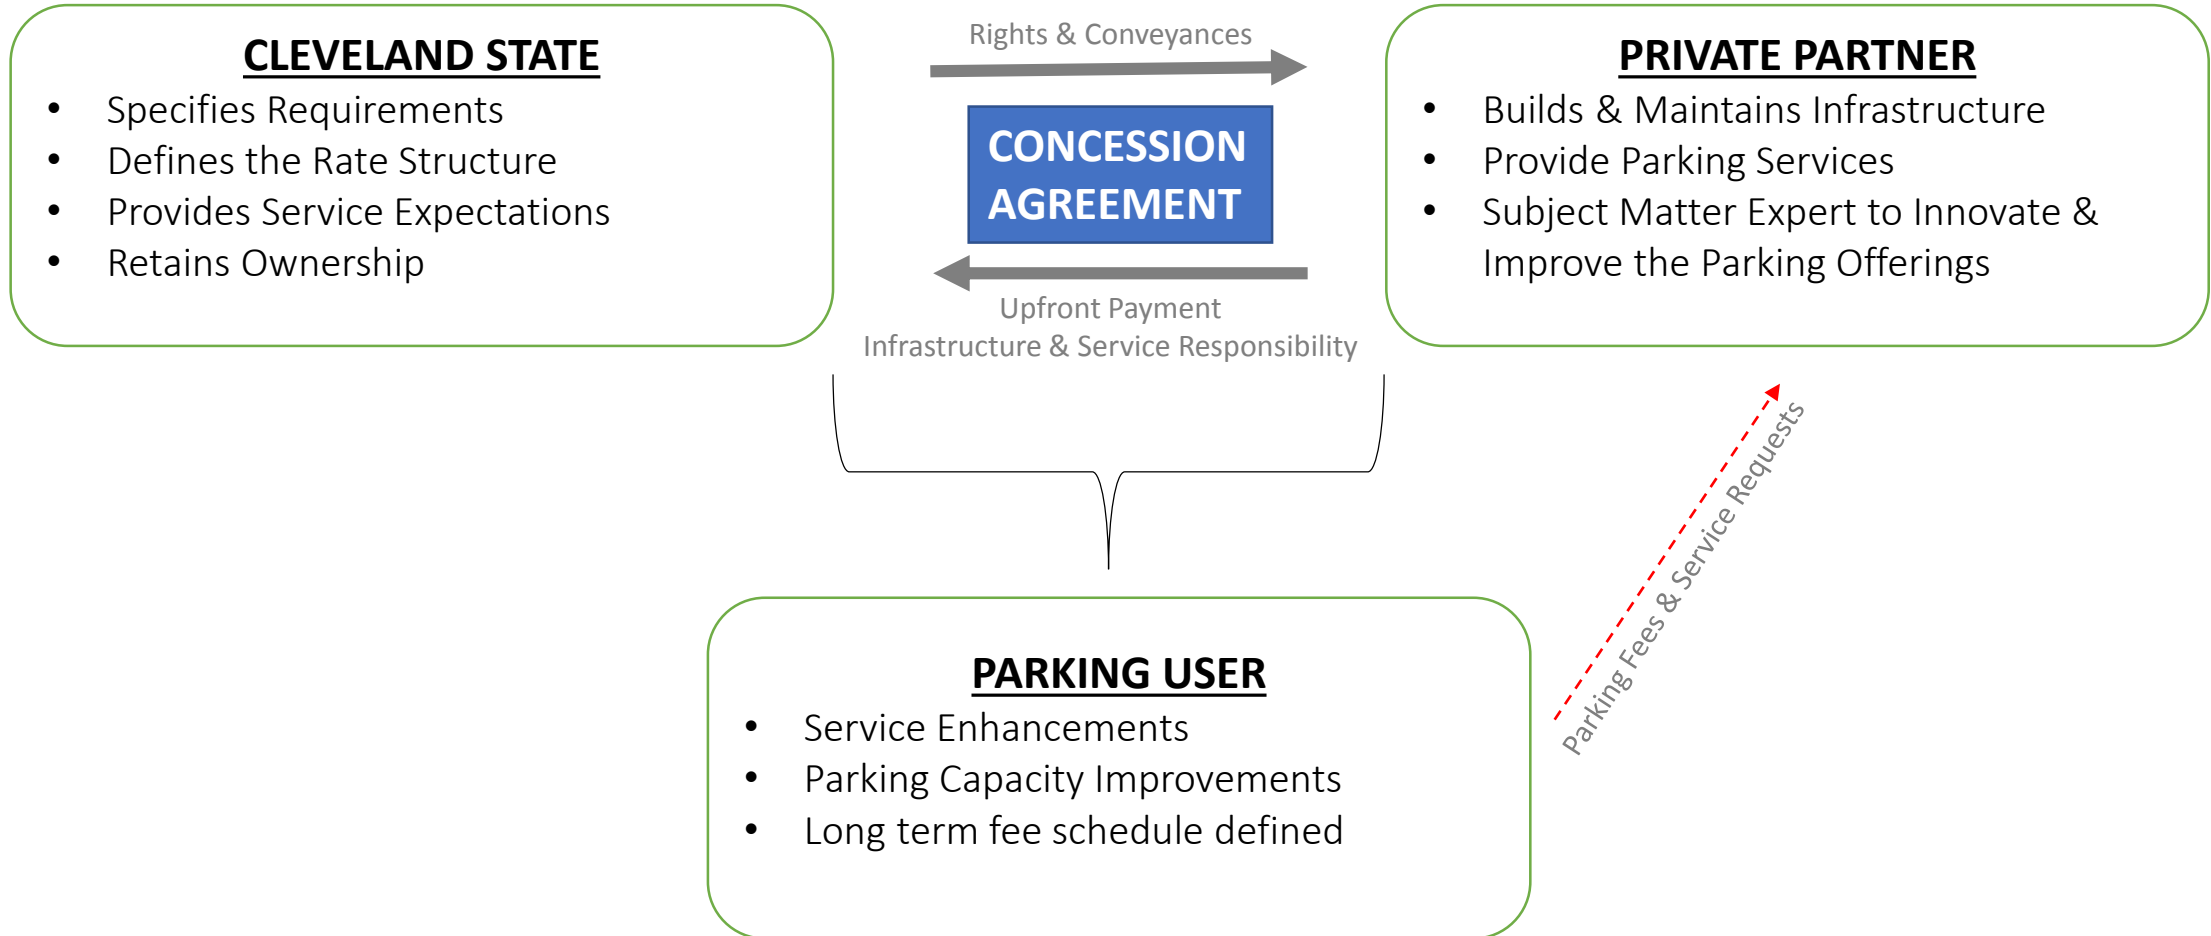 CLEVELAND STATE
• Specifies Requirements
• Defines the Rate Structure
• Provides Service Expectations
• Retains Ownership
Rights & Conveyances
CONCESSION
AGREEMENT
Upfront Payment
Infrastructure & Service Responsibility
PRIVATE PARTNER
• Builds & Maintains Infrastructure
• Provide Parking Services
• Subject Matter Expert to Innovate &
Improve the Parking Offerings
Parking Fees & Service Requests
PARKING USER
• Service Enhancements
• Parking Capacity Improvements
• Long term fee schedule defined